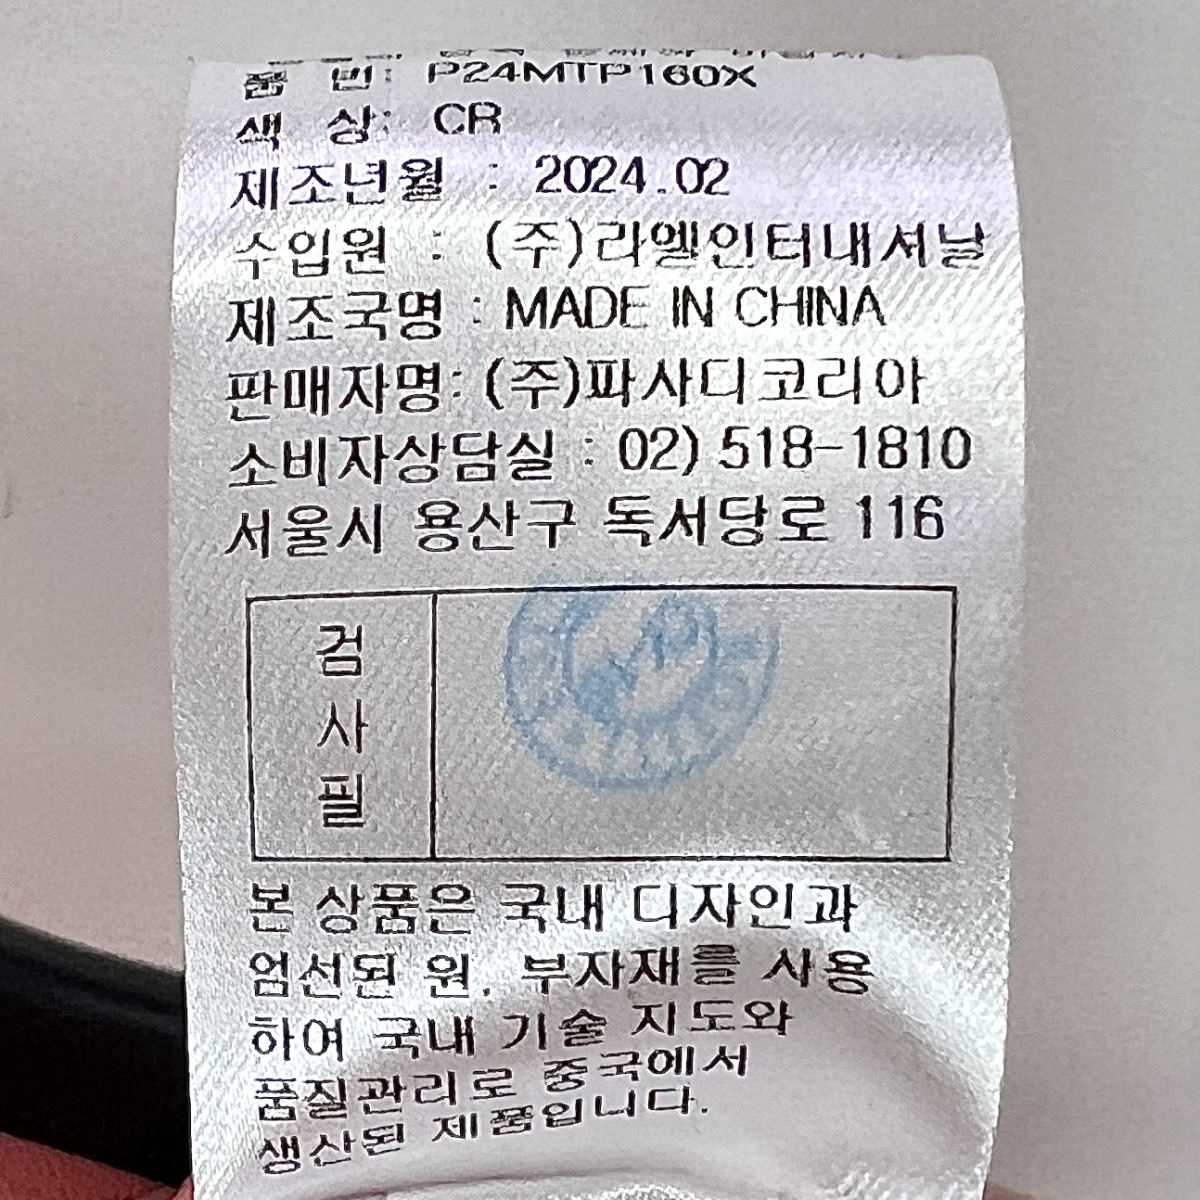 품 번: P24MTP160X
색 상: CR
제조년월 : 2024.02
수입원 : (주)라엘인터내셔날
제조국명 : MADE IN CHINA
판매자명: (주)파사디코리아
소비자상담실 : 02) 518-1810
서울시 용산구 독서당로 116
검
사
필
본 상품은 국내 디자인과
엄선된 원, 부자재를 사용
하여 국내 기술 지도와
품질관리로 중국에서
생산된 제품입니다.